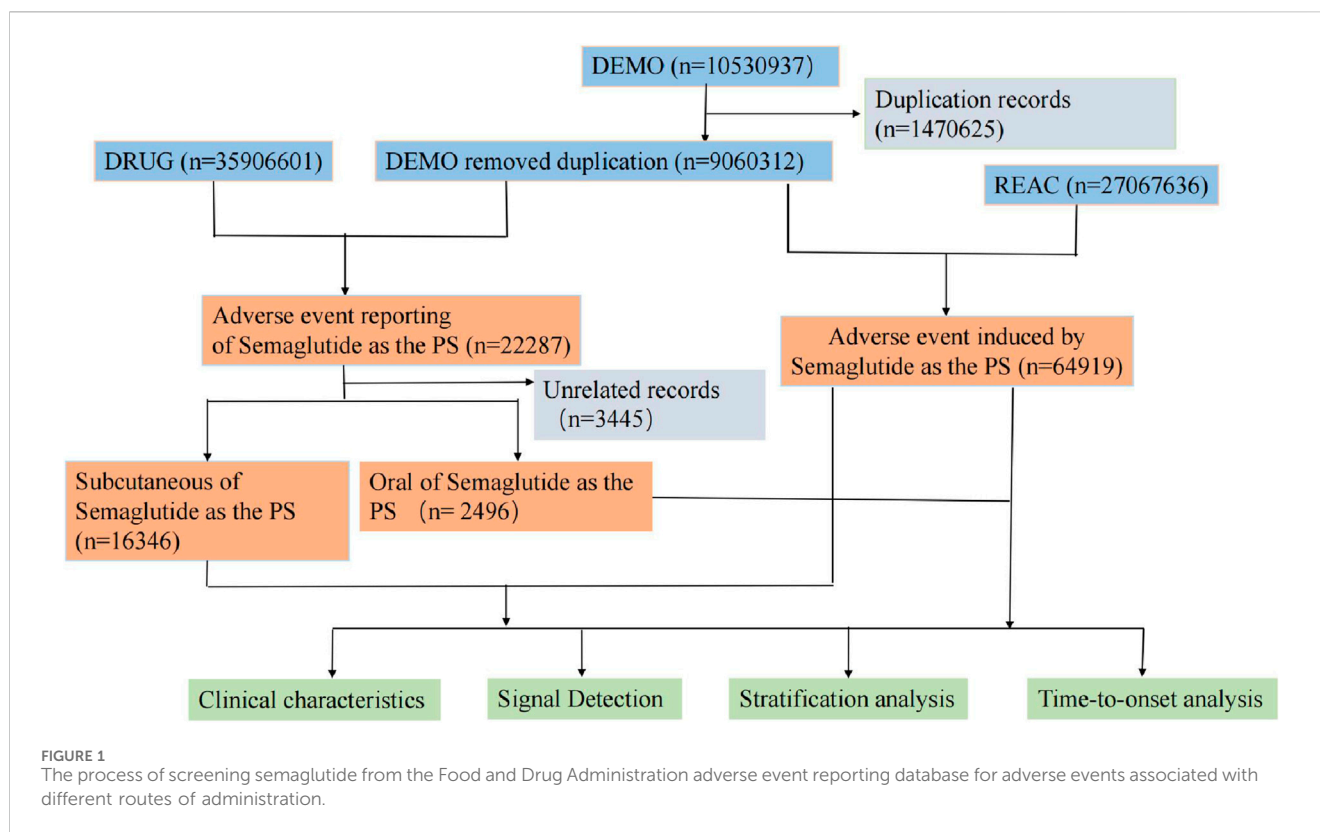 DEMO (n=10530937)
Duplication records
(n=1470625)
DRUG (n=35906601)
DEMO removed duplication (n=9060312)
REAC (n=27067636)
Adverse event reporting
of Semaglutide as the PS (n=22287)
Adverse event induced by
Semaglutide as the PS (n=64919)
Unrelated records
(n=3445)
Subcutaneous of
Semaglutide as the PS
(n=16346)
Oral of Semaglutide as the
PS (n= 2496)
Clinical characteristics
Signal Detection
Stratification analysis
Time-to-onset analysis
FIGURE 1
The process of screening semaglutide from the Food and Drug Administration adverse event reporting database for adverse events associated with
different routes of administration.